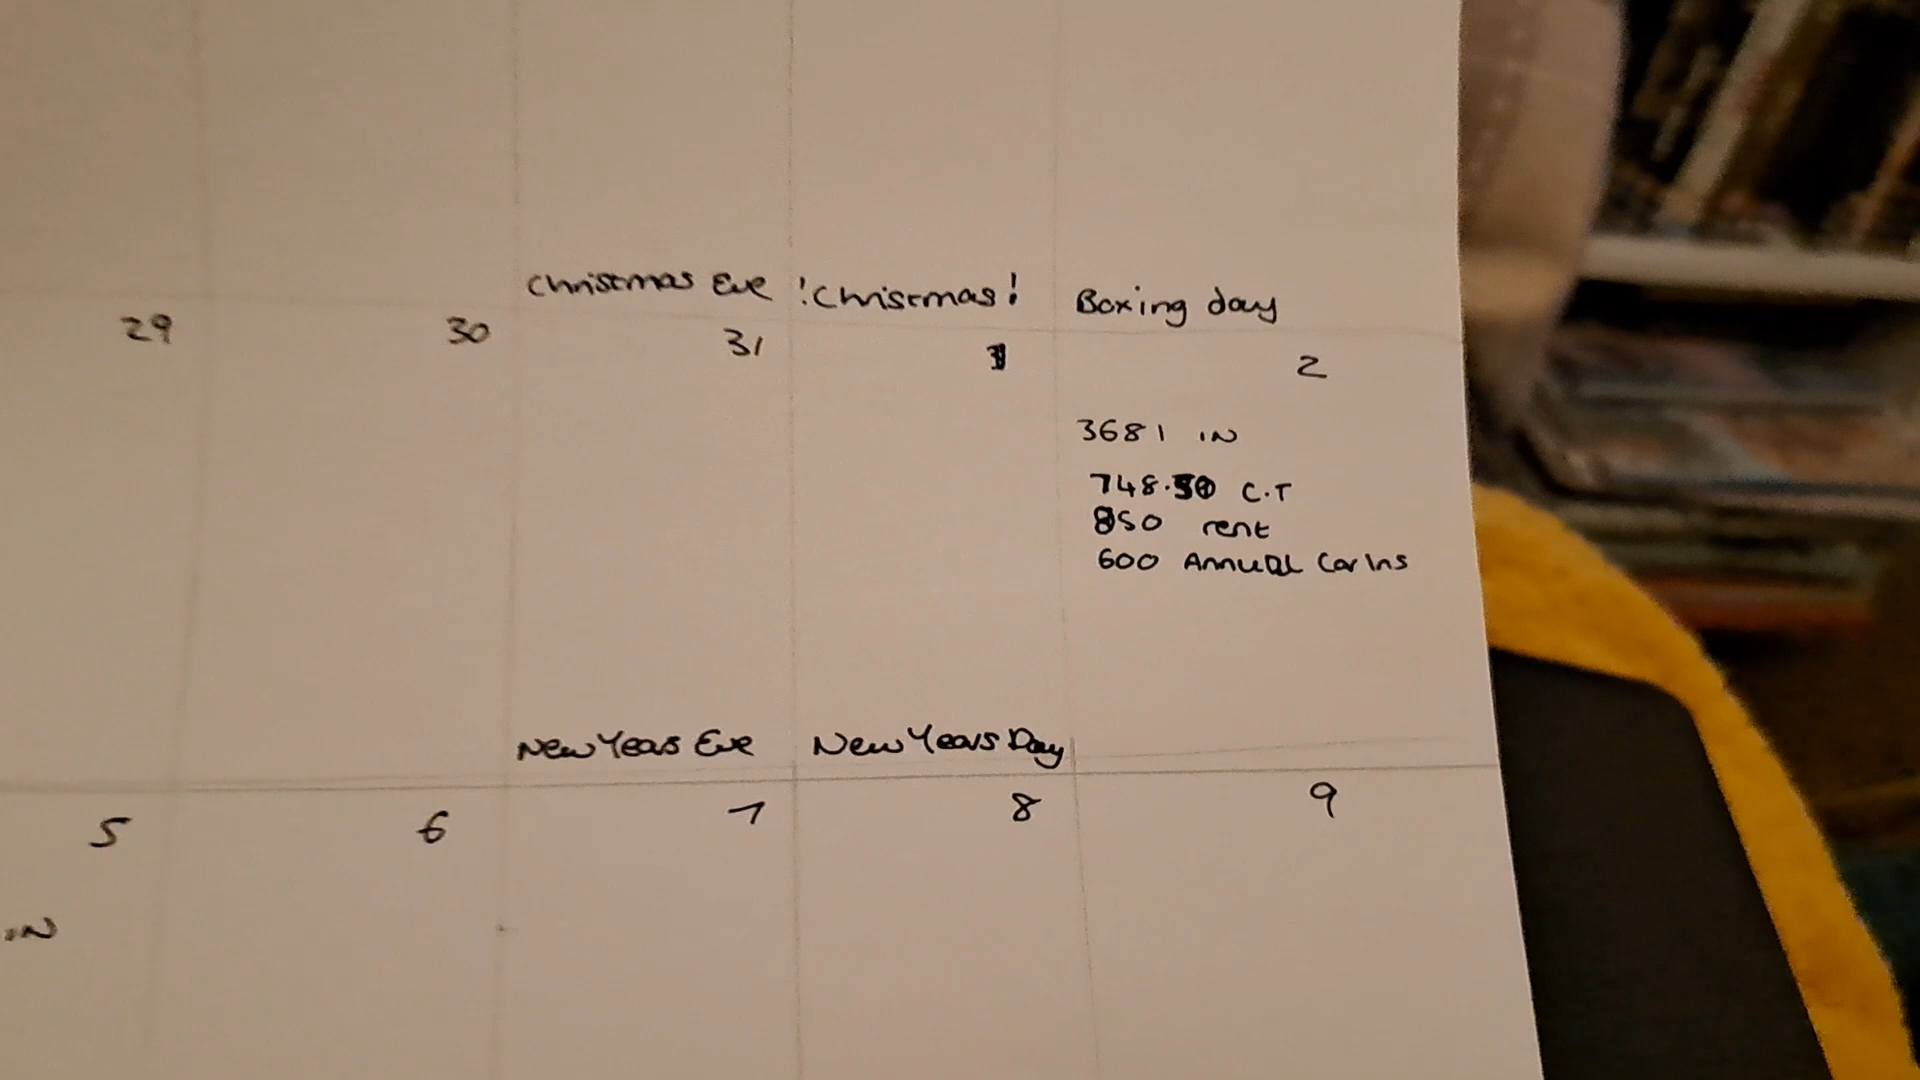 Christmas Eve !Christmas! Boxing day
29 30 31 1 2
3681 IN
748.50 C.T
850 rent
600 Annual Car Ins
New Years Eve New Years Day
5 6 7 8 9
IN